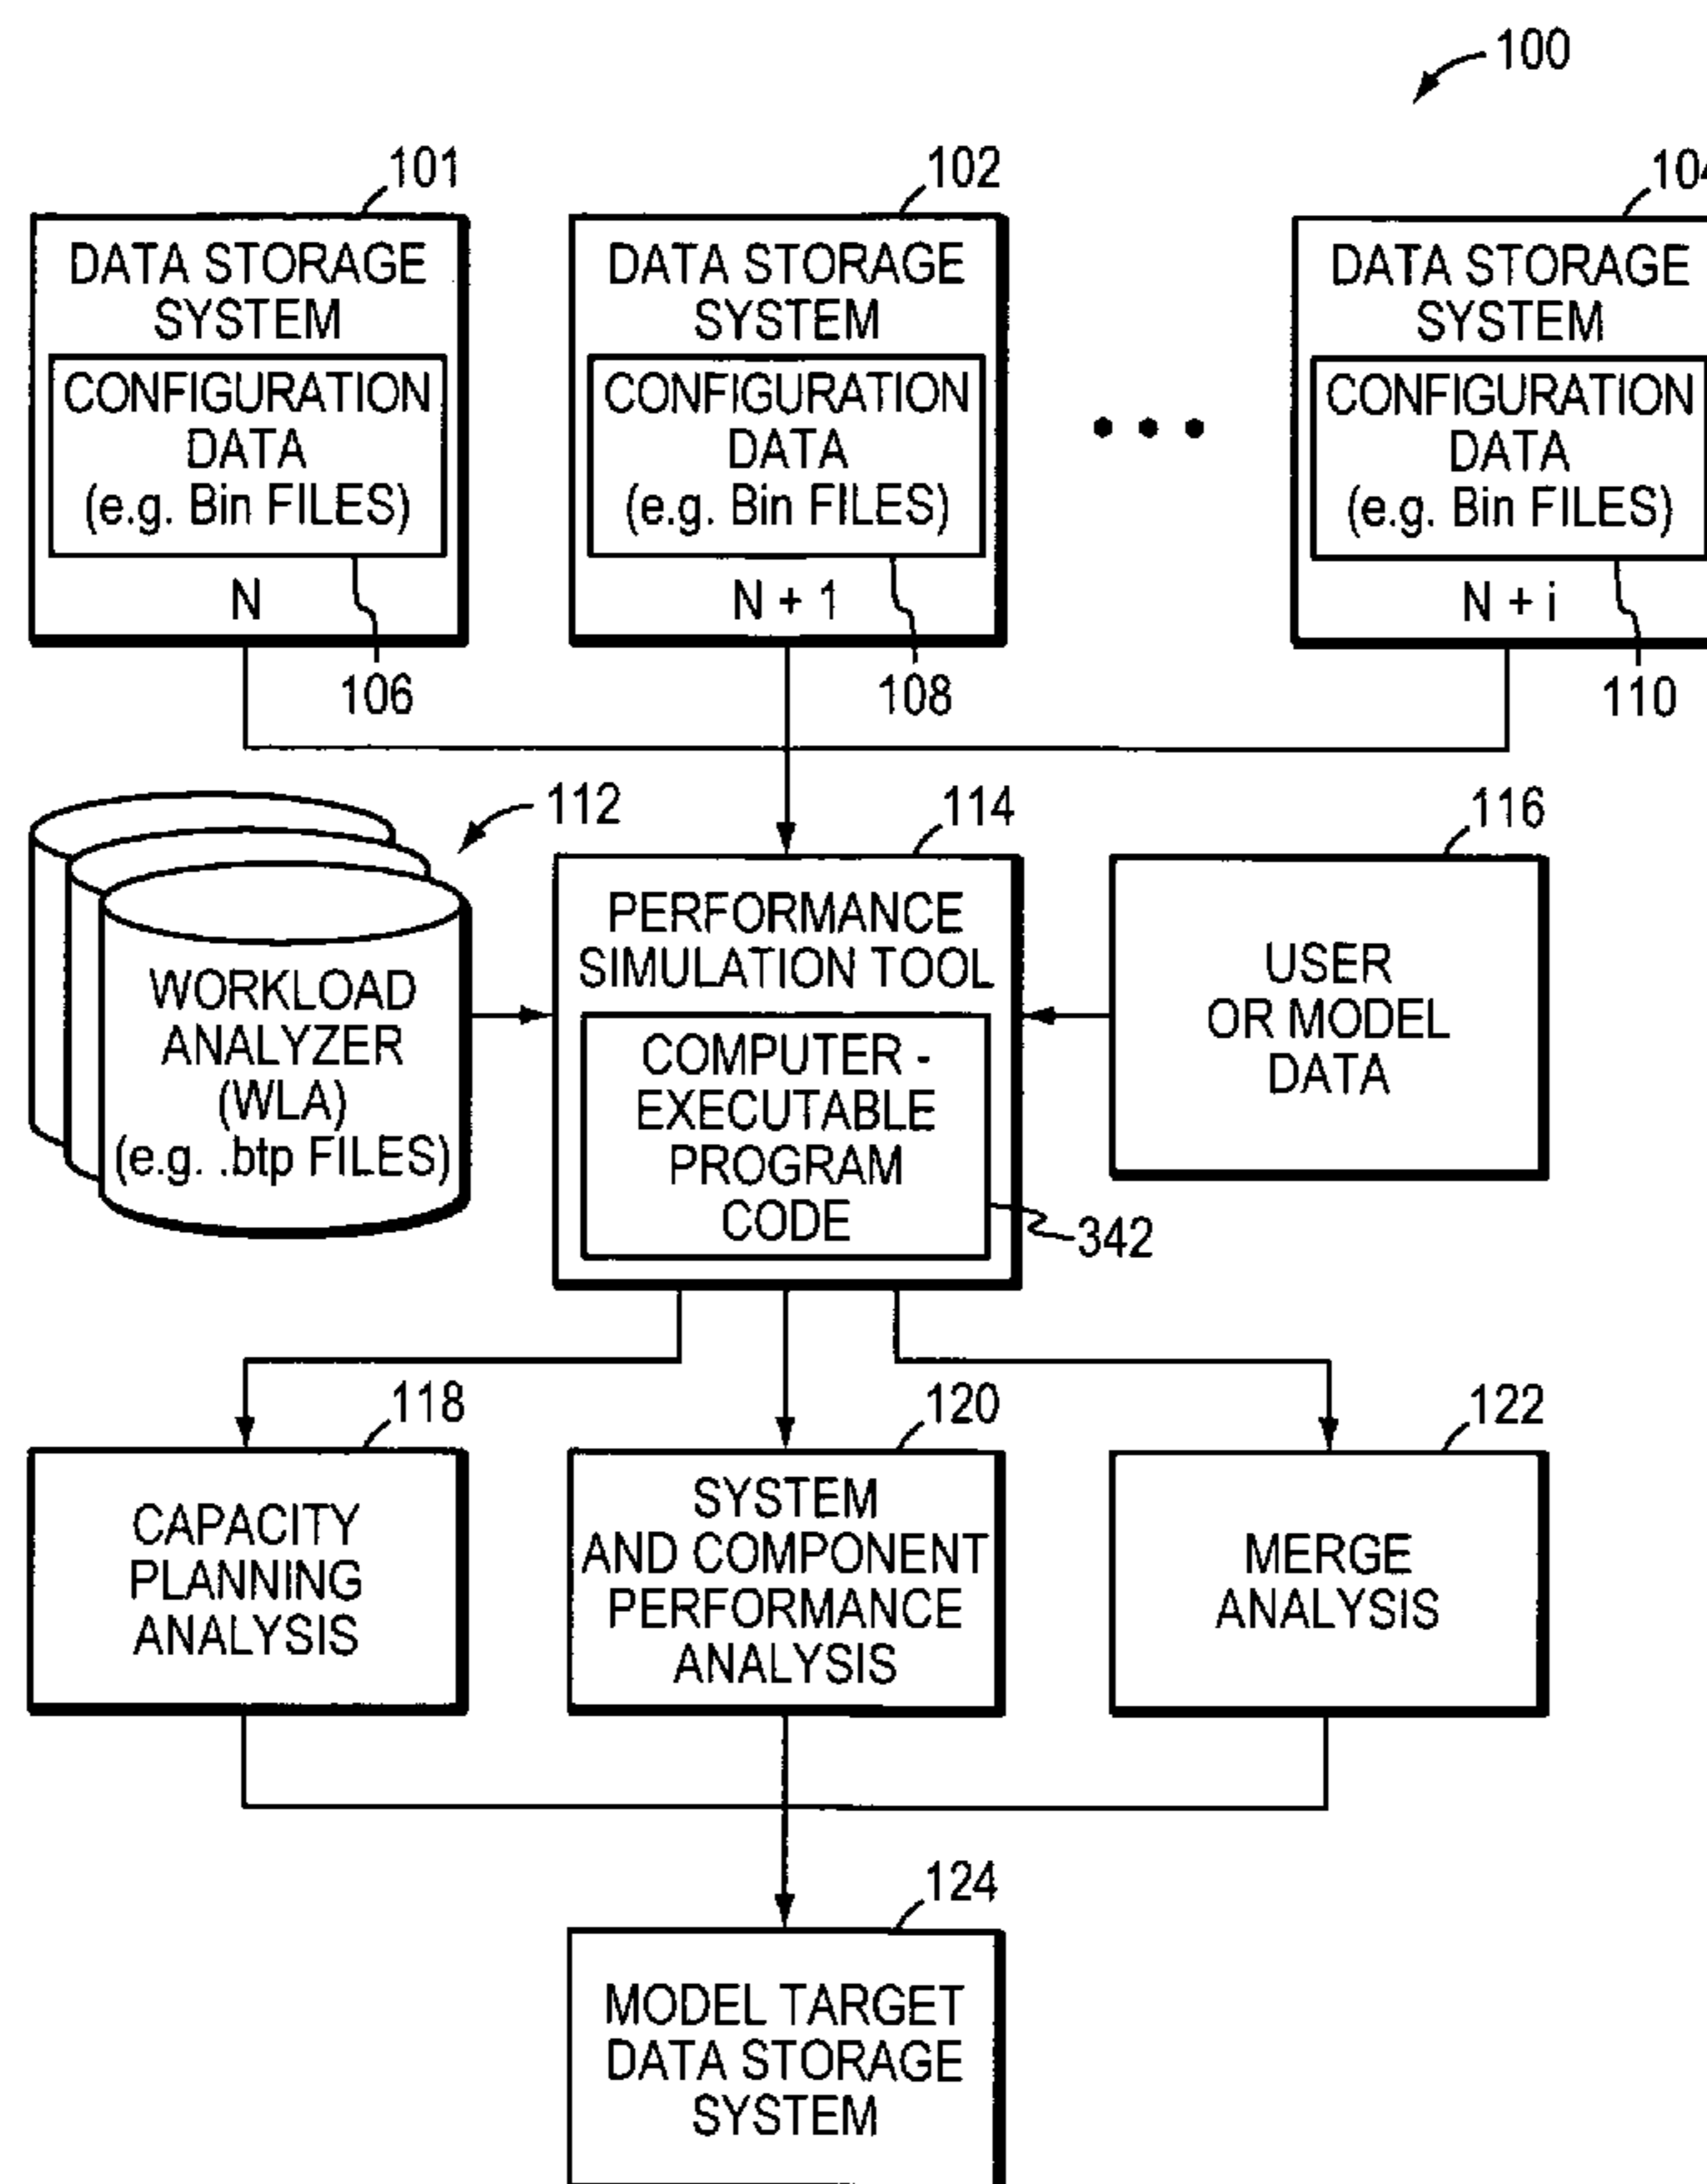 100
101
102
104
DATA STORAGE
SYSTEM
CONFIGURATION
DATA
(e.g. Bin FILES)
N
106
DATA STORAGE
SYSTEM
CONFIGURATION
DATA
(e.g. Bin FILES)
N + 1
108
DATA STORAGE
SYSTEM
CONFIGURATION
DATA
(e.g. Bin FILES)
N + i
110
112
WORKLOAD
ANALYZER
(WLA)
(e.g. .btp FILES)
114
PERFORMANCE
SIMULATION TOOL
COMPUTER -
EXECUTABLE
PROGRAM
CODE
342
116
USER
OR MODEL
DATA
118
CAPACITY
PLANNING
ANALYSIS
120
SYSTEM
AND COMPONENT
PERFORMANCE
ANALYSIS
122
MERGE
ANALYSIS
124
MODEL TARGET
DATA STORAGE
SYSTEM